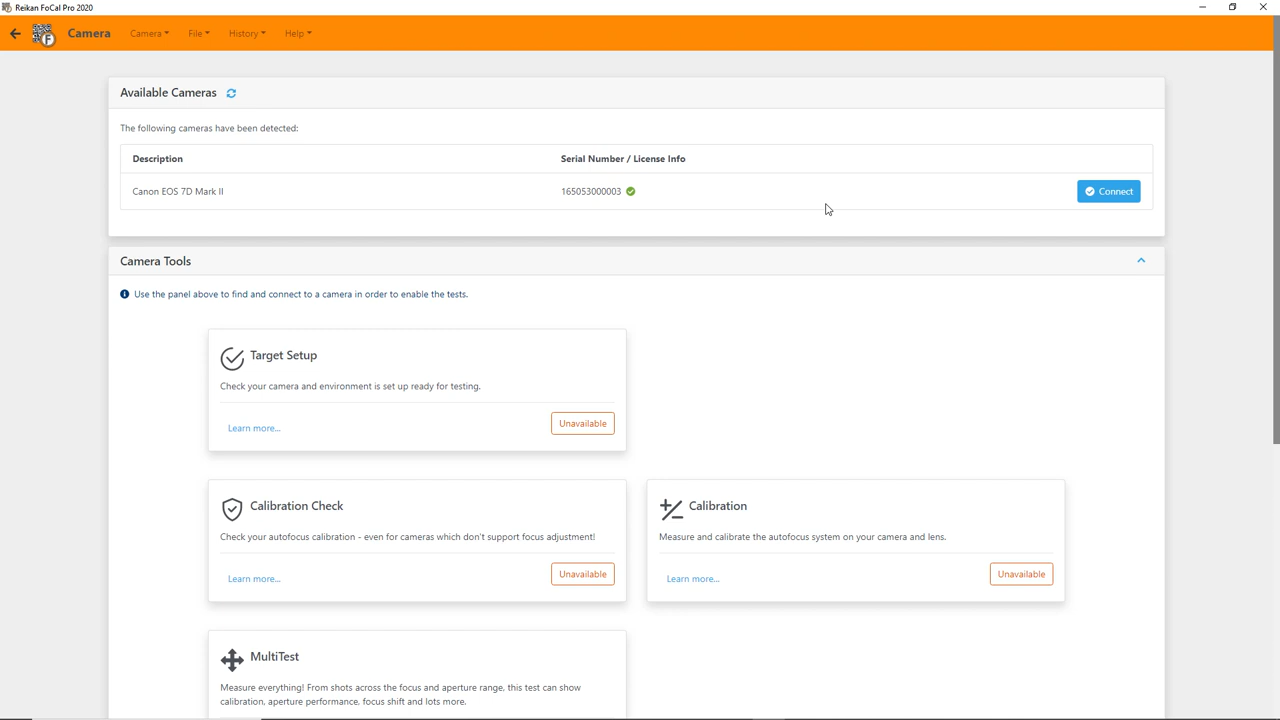 Reikan FoCal Pro 2020
Camera Camera File History Help
Available Cameras
The following cameras have been detected:
Description Serial Number / License Info
Canon EOS 7D Mark II 165053000003 Connect
Camera Tools
Use the panel above to find and connect to a camera in order to enable the tests.
Target Setup
Check your camera and environment is set up ready for testing.
Learn more... Unavailable
Calibration Check
Check your autofocus calibration - even for cameras which don't support focus adjustment!
Learn more... Unavailable
Calibration
Measure and calibrate the autofocus system on your camera and lens.
Learn more... Unavailable
MultiTest
Measure everything! From shots across the focus and aperture range, this test can show
calibration, aperture performance, focus shift and lots more.